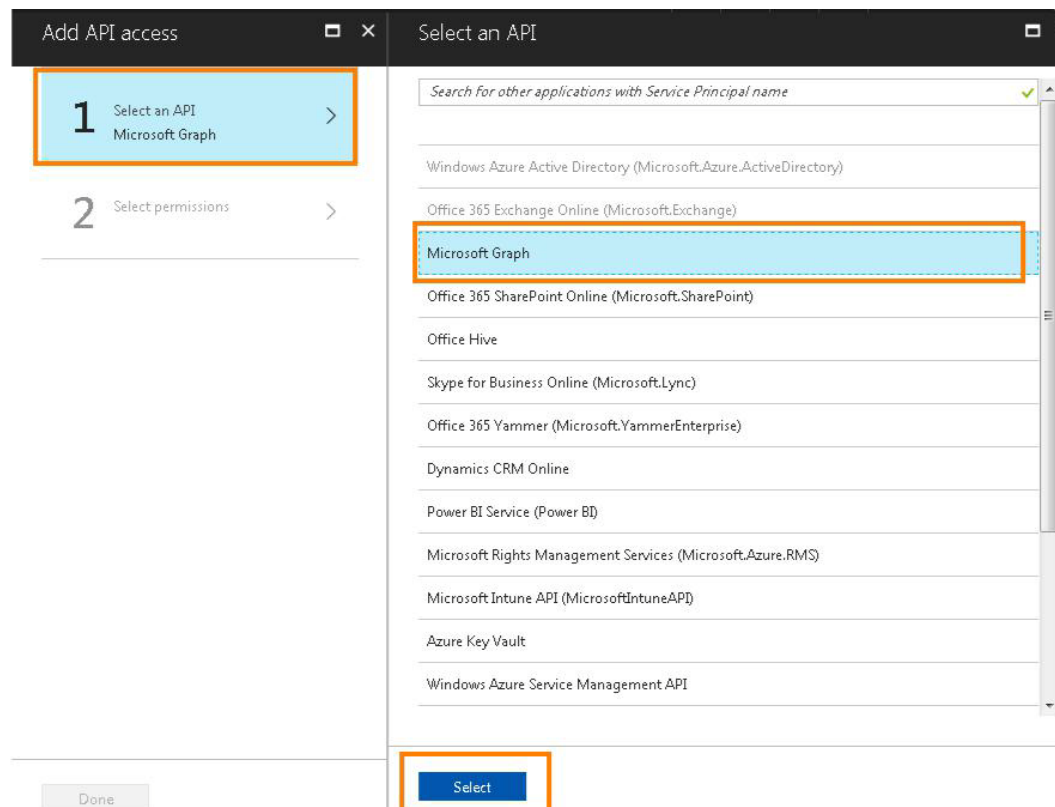 Add API access
1
Select an API
Microsoft Graph
2
Select permissions
Done
Select an API
Search for other applications with Service Principal name
Windows Azure Active Directory (Microsoft.Azure.ActiveDirectory)
Office 365 Exchange Online (Microsoft.Exchange)
Microsoft Graph
Office 365 SharePoint Online (Microsoft.SharePoint)
Office Hive
Skype for Business Online (Microsoft.Lync)
Office 365 Yammer (Microsoft.YammerEnterprise)
Dynamics CRM Online
Power BI Service (Power BI)
Microsoft Rights Management Services (Microsoft.Azure.RMS)
Microsoft Intune API (MicrosoftIntuneAPI)
Azure Key Vault
Windows Azure Service Management API
Select